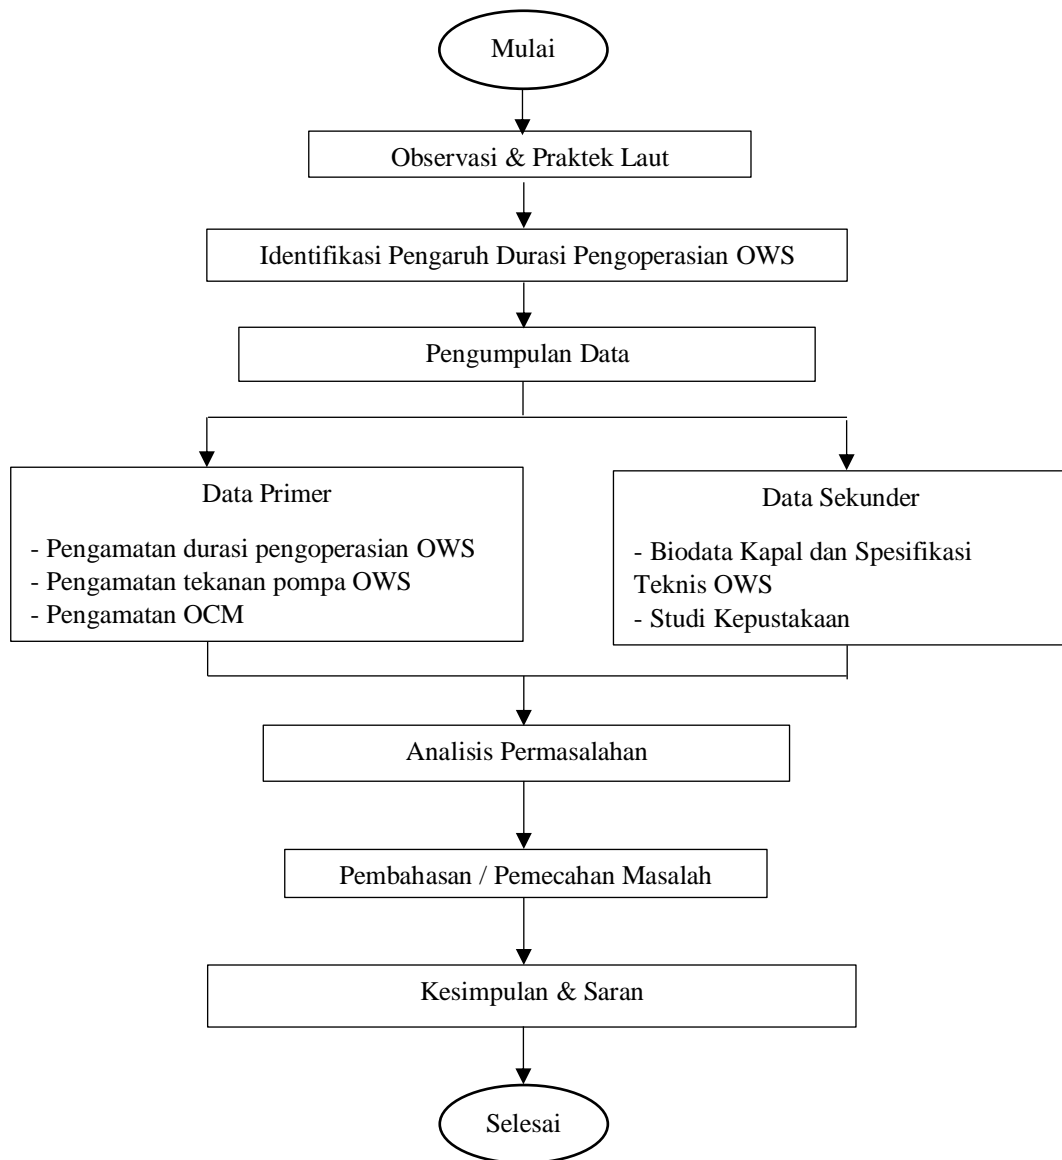 Mulai
Observasi & Praktek Laut
Identifikasi Pengaruh Durasi Pengoperasian OWS
Pengumpulan Data
Data Primer
- Pengamatan durasi pengoperasian OWS
- Pengamatan tekanan pompa OWS
- Pengamatan OCM
Data Sekunder
- Biodata Kapal dan Spesifikasi
Teknis OWS
- Studi Kepustakaan
Analisis Permasalahan
Pembahasan / Pemecahan Masalah
Kesimpulan & Saran
Selesai